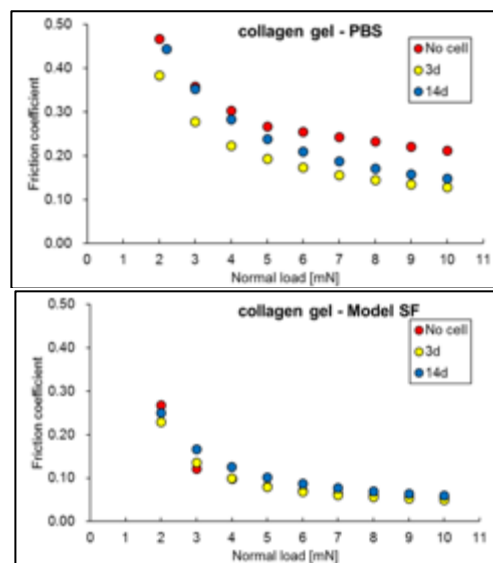 collagen gel - PBS
0.50
0.40
0.30
0.20
0.10
0.00
Friction coefficient
No cell
3d
14d
0 1 2 3 4 5 6 7 8 9 10 11
Normal load [mN]
collagen gel - Model SF
0.50
0.40
0.30
0.20
0.10
0.00
Friction coefficient
No cell
3d
14d
0 1 2 3 4 5 6 7 8 9 10 11
Normal load [mN]